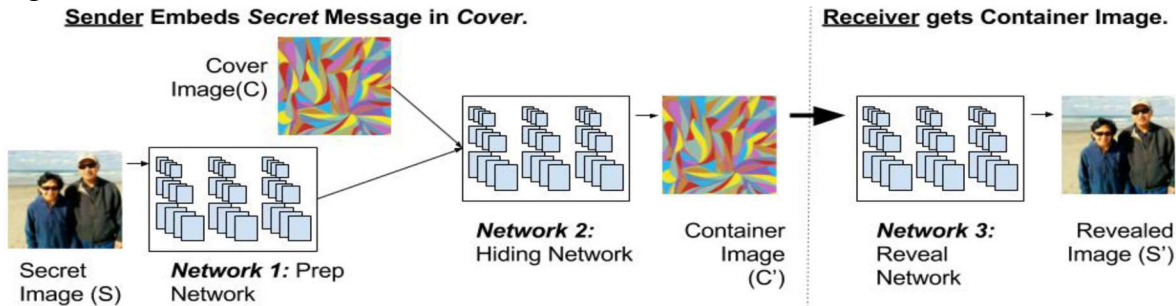 Sender Embeds Secret Message in Cover.
Receiver gets Container Image.
Cover
Image(C)
Secret
Image (S)
Network 1: Prep
Network
Network 2:
Hiding Network
Container
Image
(C’)
Network 3:
Reveal
Network
Revealed
Image (S’)